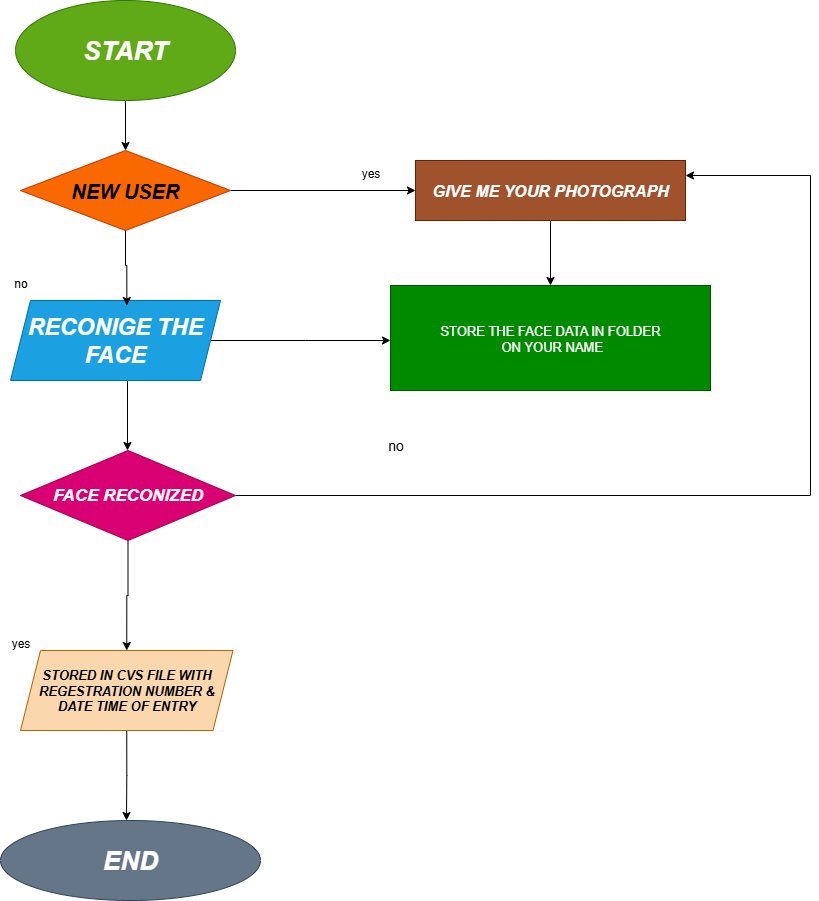 START
NEW USER
yes
GIVE ME YOUR PHOTOGRAPH
no
RECONIGE THE
FACE
STORE THE FACE DATA IN FOLDER
ON YOUR NAME
no
FACE RECONIZED
yes
STORED IN CVS FILE WITH
REGESTRATION NUMBER &
DATE TIME OF ENTRY
END